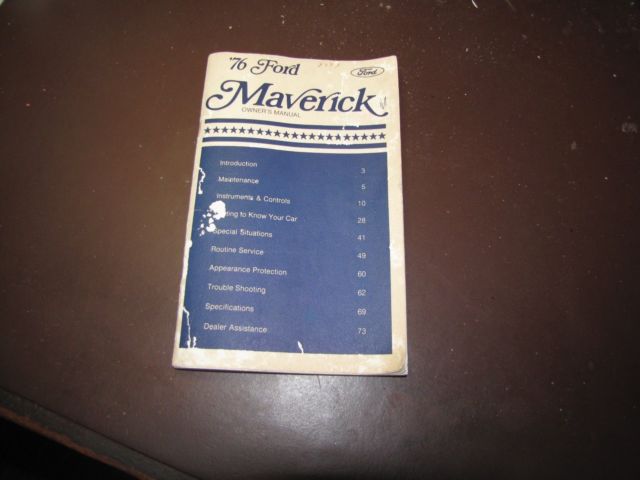 '76 Ford
Ford
Maverick
OWNER'S MANUAL
Introduction 3
Maintenance 5
Instruments & Controls 10
to Know Your Car 28
Special Situations 41
Routine Service 49
Appearance Protection 60
Trouble Shooting 62
Specifications 69
Dealer Assistance 73